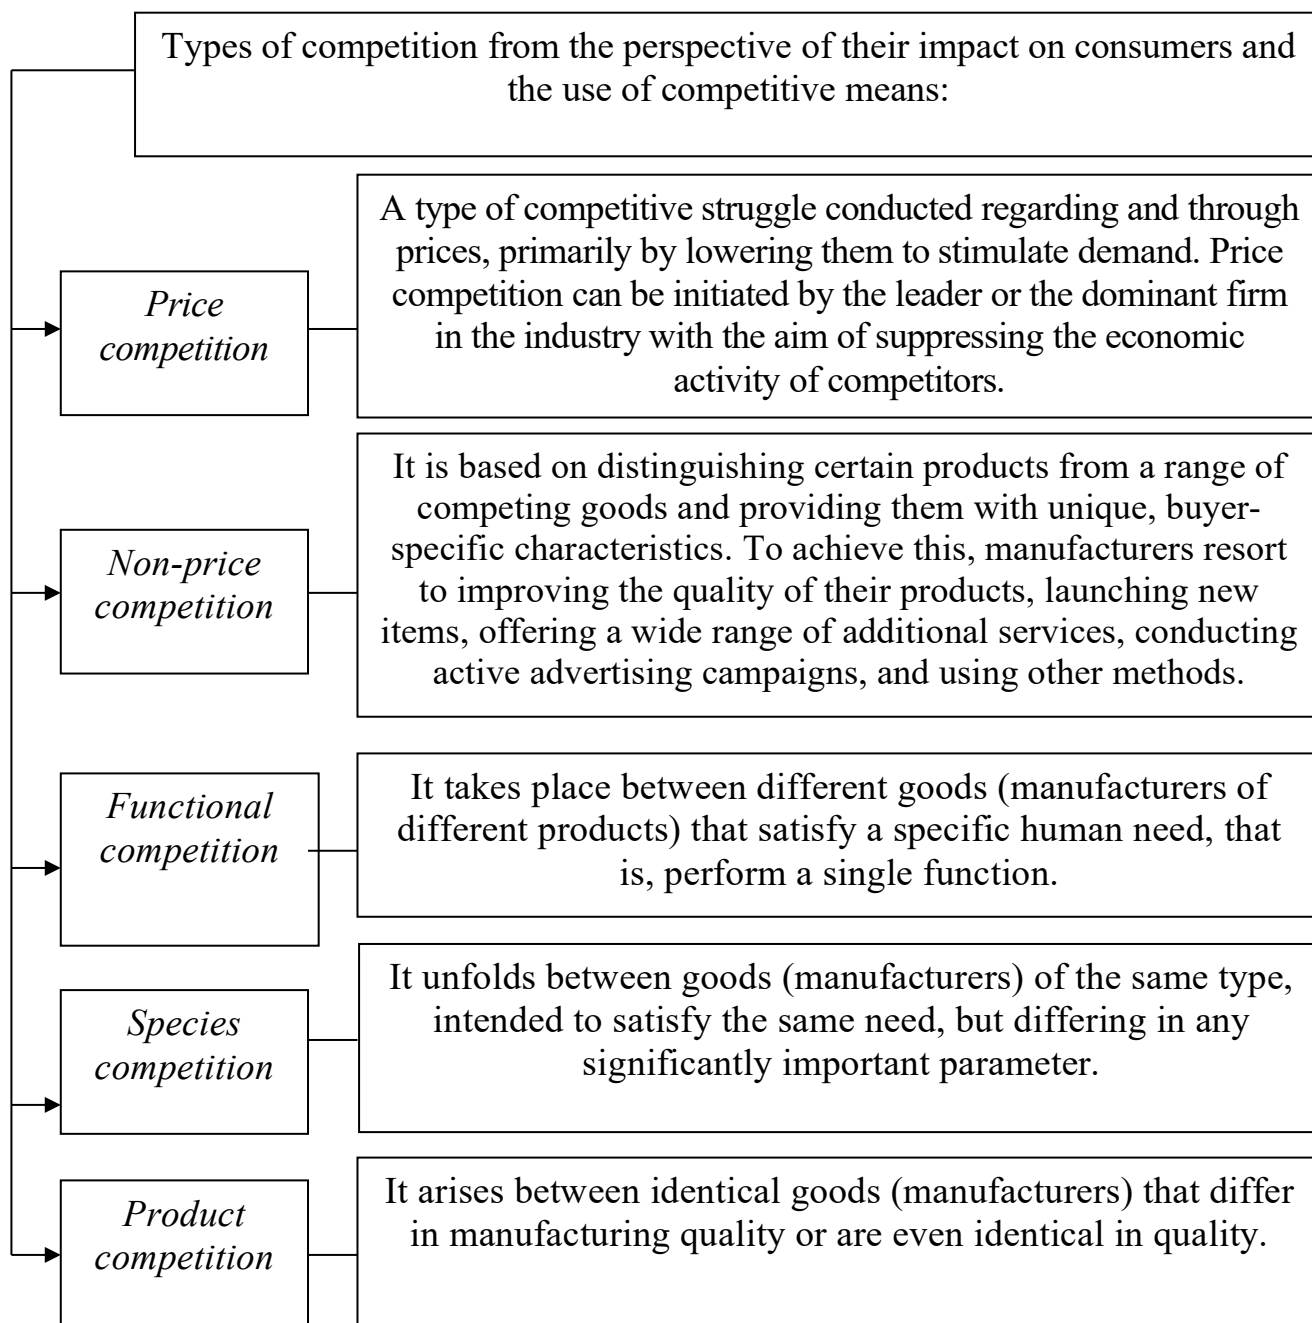 Types of competition from the perspective of their impact on consumers and
the use of competitive means:
Price
competition
A type of competitive struggle conducted regarding and through
prices, primarily by lowering them to stimulate demand. Price
competition can be initiated by the leader or the dominant firm
in the industry with the aim of suppressing the economic
activity of competitors.
Non-price
competition
It is based on distinguishing certain products from a range of
competing goods and providing them with unique, buyer-
specific characteristics. To achieve this, manufacturers resort
to improving the quality of their products, launching new
items, offering a wide range of additional services, conducting
active advertising campaigns, and using other methods.
Functional
competition
It takes place between different goods (manufacturers of
different products) that satisfy a specific human need, that
is, perform a single function.
Species
competition
It unfolds between goods (manufacturers) of the same type,
intended to satisfy the same need, but differing in any
significantly important parameter.
Product
competition
It arises between identical goods (manufacturers) that differ
in manufacturing quality or are even identical in quality.